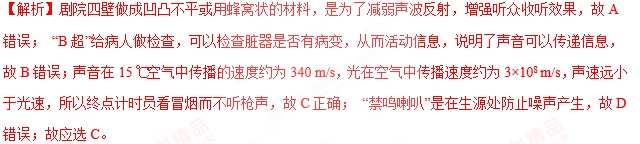 【解析】剧院四壁做成凹凸不平或用蜂窝状的材料，是为了减弱声波反射，增强听众收听效果，故 A
错误； “B 超”给病人做检查，可以检查脏器是否有病变，从而活动信息，说明了声音可以传递信息，
故 B 错误；声音在 15 ℃空气中传播的速度约为 340 m/s，光在空气中传播速度约为 3×10⁸ m/s，声速远小
于光速，所以终点计时员看冒烟而不听枪声，故 C 正确； “禁鸣喇叭”是在生源处防止噪声产生，故 D
错误；故应选 C。